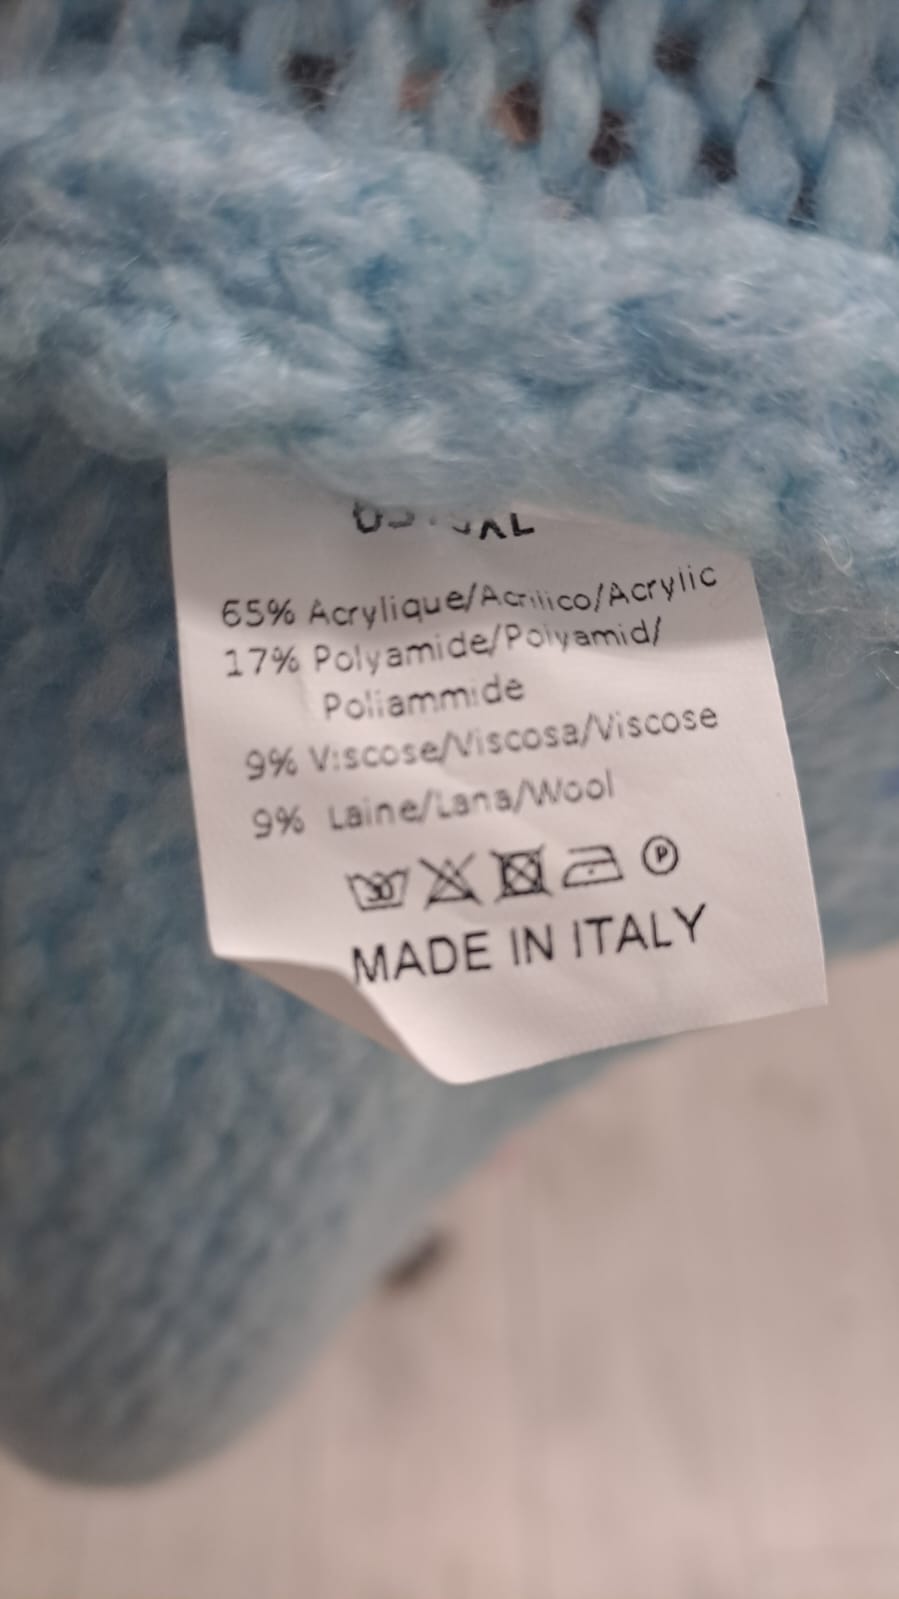 65% Acrylique/Acrilico/Acrylic
17% Polyamide/Polyamid/
Poliammide
9% Viscose/Viscosa/Viscose
9% Laine/Lana/Wool
30 P
MADE IN ITALY